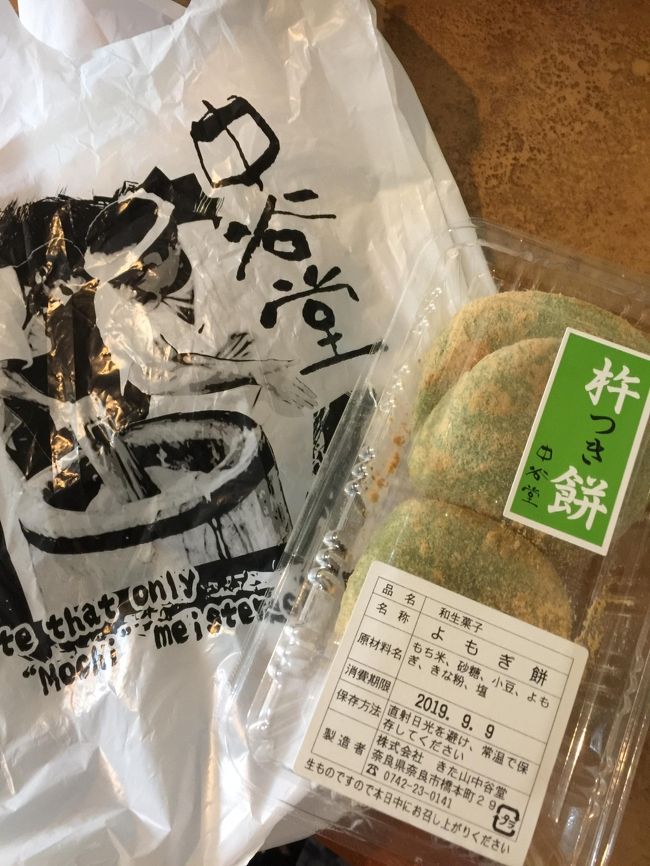 中谷堂
te that only
"Mochi" meiste
杵つき餅
中谷堂
品名 和生菓子
名称 よもぎ餅
原材料名 もち米、砂糖、小豆、よも
ぎ、きな粉、塩
消費期限 2019. 9. 9
保存方法 直射日光を避け、常温で保
存してください
製造者 株式会社 きた山中谷堂
奈良県奈良市橋本町29
☎ 0742-23-0141
生ものですので本日中にお召し上がりください
プラ